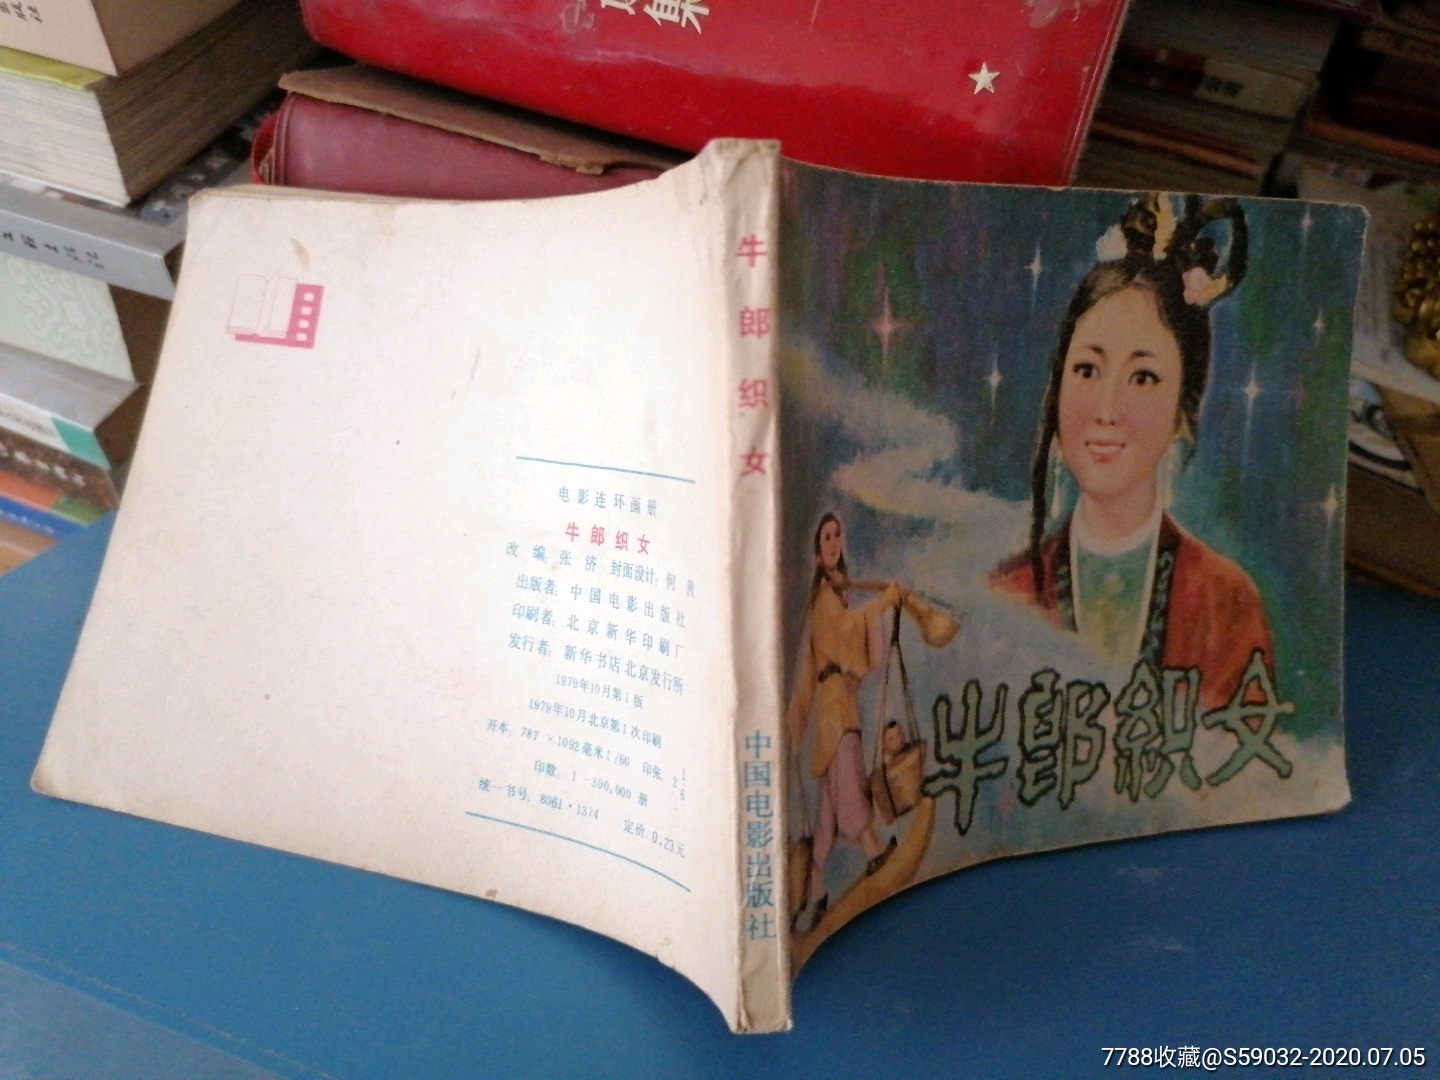 牛郎织女
中国电影出版社
牛郎織女
电影连环画册
牛郎织女
改编 张济 封面设计：何
出版者：中国电影出版社
印刷者：北京新华印刷厂
发行者：新华书店北京发行所
1979年10月第1版
1979年10月北京第1次印刷
开本：787×1092毫米1/60 印张：2 1/6
印数：1-300,000 册
统一书号：8061·1374 定价：0.23元
7788收藏@S59032-2020.07.05